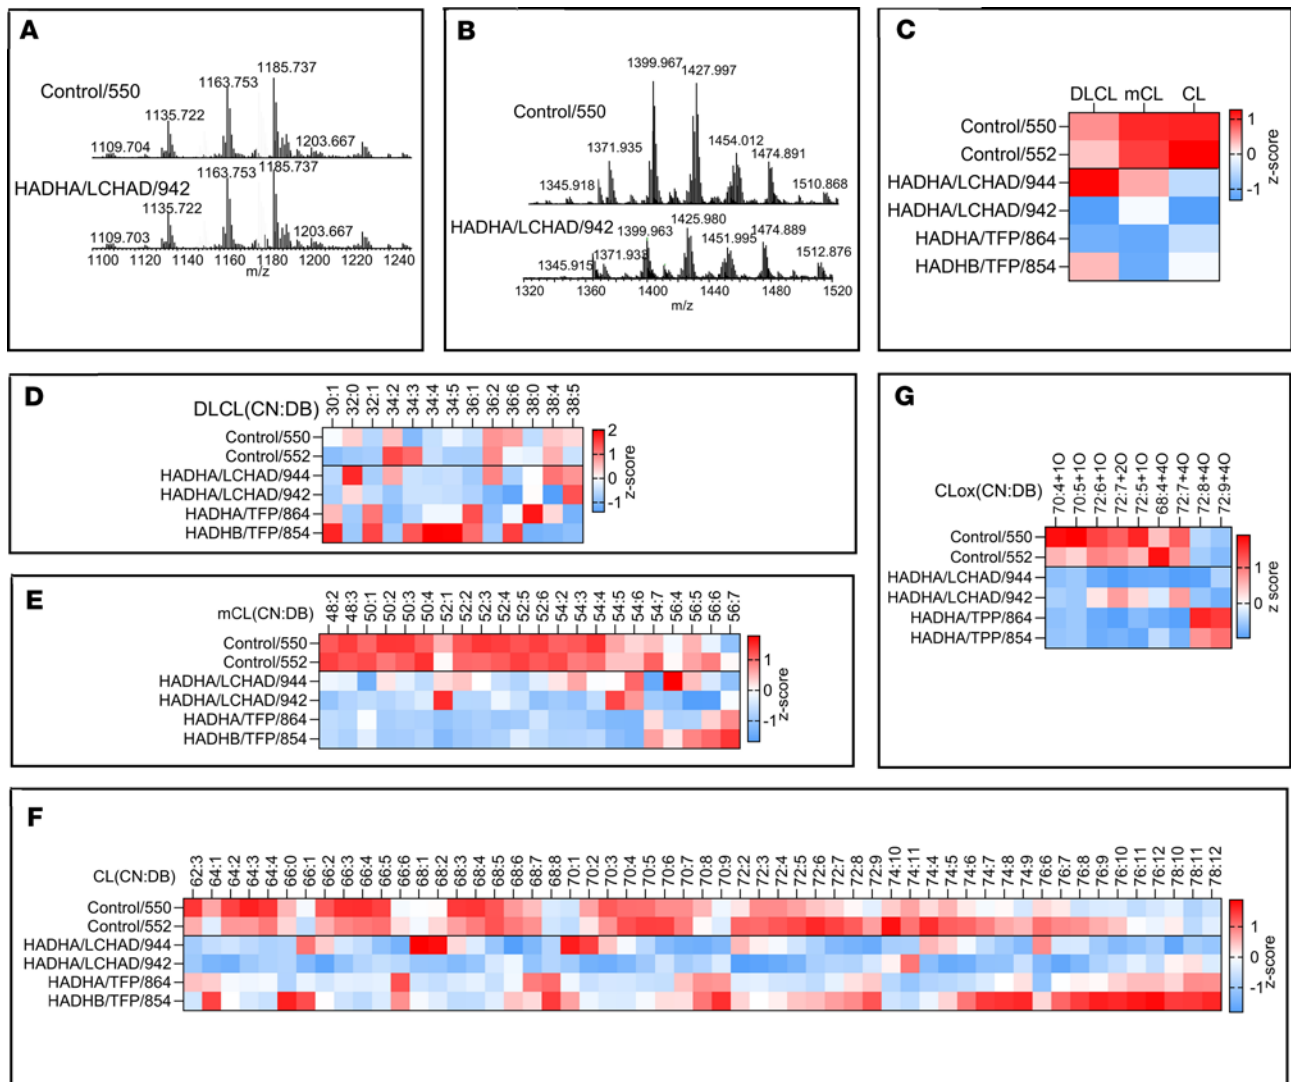 A
Control/550
1109.704
1135.722
1163.753
1185.737
1203.667
HADHA/LCHAD/942
1109.703
1135.722
1163.753
1185.737
1203.667
1100 1120 1140 1160 1180 1200 1220 1240
m/z
B
Control/550
1345.918
1371.935
1399.967
1427.997
1454.012
1474.891
1510.868
HADHA/LCHAD/942
1345.915
1399.963
1425.980
1451.995
1474.889
1512.876
1320 1360 1400 1440 1480 1520
m/z
C
DLCL mCL CL
Control/550
Control/552
HADHA/LCHAD/944
HADHA/LCHAD/942
HADHA/TFP/864
HADHB/TFP/854
1
0
-1
z-score
D
DLCL(CN:DB)
30:1 32:0 32:1 34:2 34:3 34:4 34:5 36:1 36:2 36:6 38:0 38:4 38:5
Control/550
Control/552
HADHA/LCHAD/944
HADHA/LCHAD/942
HADHA/TFP/864
HADHB/TFP/854
2
1
0
-1
z-score
G
CLox(CN:DB)
70:4+1O 70:5+1O 72:6+1O 72:7+2O 72:5+1O 68:4+4O 72:7+4O 72:8+4O 72:9+4O
Control/550
Control/552
HADHA/LCHAD/944
HADHA/LCHAD/942
HADHA/TPP/864
HADHA/TPP/854
1
0
z score
E
mCL(CN:DB)
48:2 48:3 50:1 50:2 50:3 50:4 52:1 52:2 52:3 52:4 52:5 52:6 54:2 54:3 54:4 54:5 54:6 54:7 56:4 56:5 56:6 56:7
Control/550
Control/552
HADHA/LCHAD/944
HADHA/LCHAD/942
HADHA/TFP/864
HADHB/TFP/854
1
0
-1
z-score
F
CL(CN:DB)
62:3 64:1 64:2 64:3 64:4 66:0 66:1 66:2 66:3 66:4 66:5 66:6 68:1 68:2 68:3 68:4 68:5 68:6 68:7 68:8 70:1 70:2 70:3 70:4 70:5 70:6 70:7 70:8 70:9 72:2 72:3 72:4 72:5 72:6 72:7 72:8 72:9 74:10 74:11 74:4 74:5 74:6 74:7 74:8 74:9 76:6 76:7 76:8 76:9 76:10 76:11 76:12 78:10 78:11 78:12
Control/550
Control/552
HADHA/LCHAD/944
HADHA/LCHAD/942
HADHA/TFP/864
HADHB/TFP/854
1
0
-1
z-score